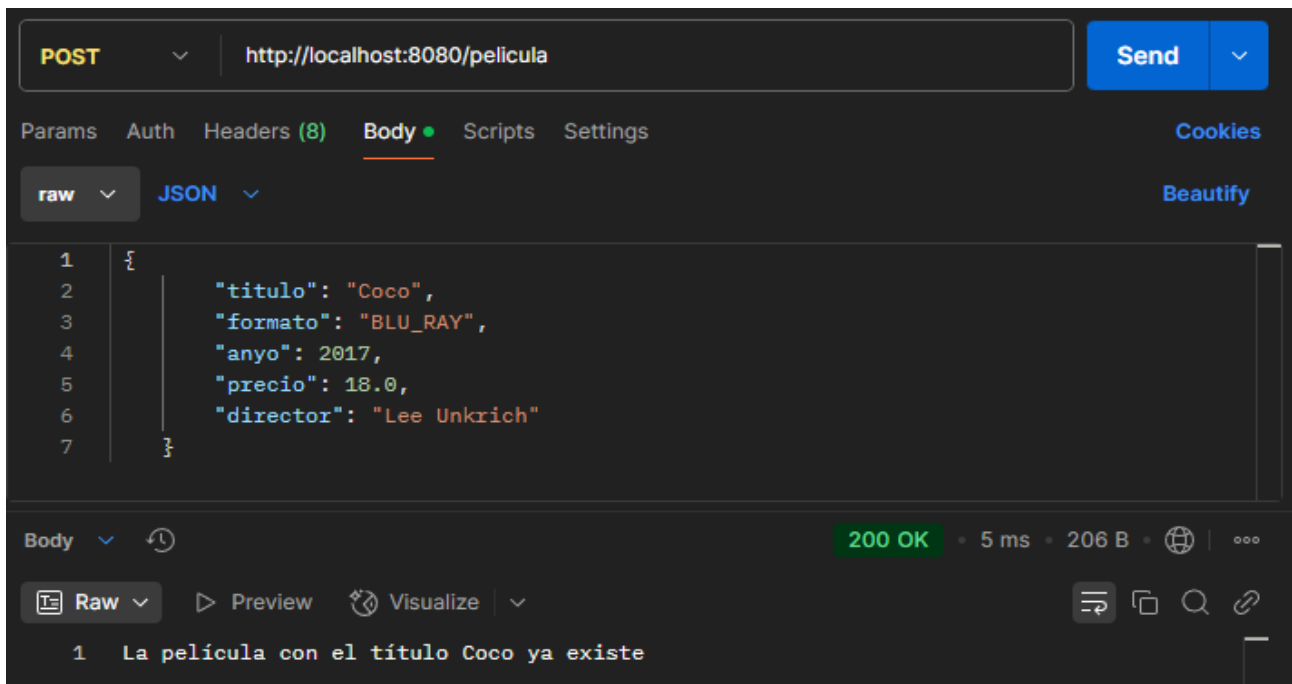 POST http://localhost:8080/pelicula Send
Params Auth Headers (8) Body Scripts Settings Cookies
raw JSON Beautify
1 {
2 "titulo": "Coco",
3 "formato": "BLU_RAY",
4 "anyo": 2017,
5 "precio": 18.0,
6 "director": "Lee Unkrich"
7 }
Body 200 OK • 5 ms • 206 B
Raw Preview Visualize
1 La película con el título Coco ya existe